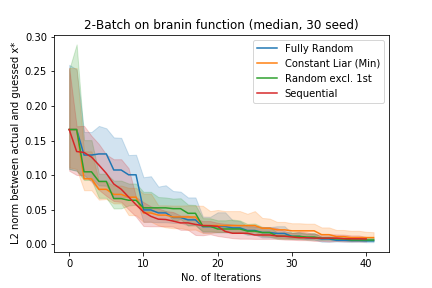 2-Batch on branin function (median, 30 seed)
L2 norm between actual and guessed x*
0.30
0.25
0.20
0.15
0.10
0.05
0.00
Fully Random
Constant Liar (Min)
Random excl. 1st
Sequential
0 10 20 30 40
No. of Iterations